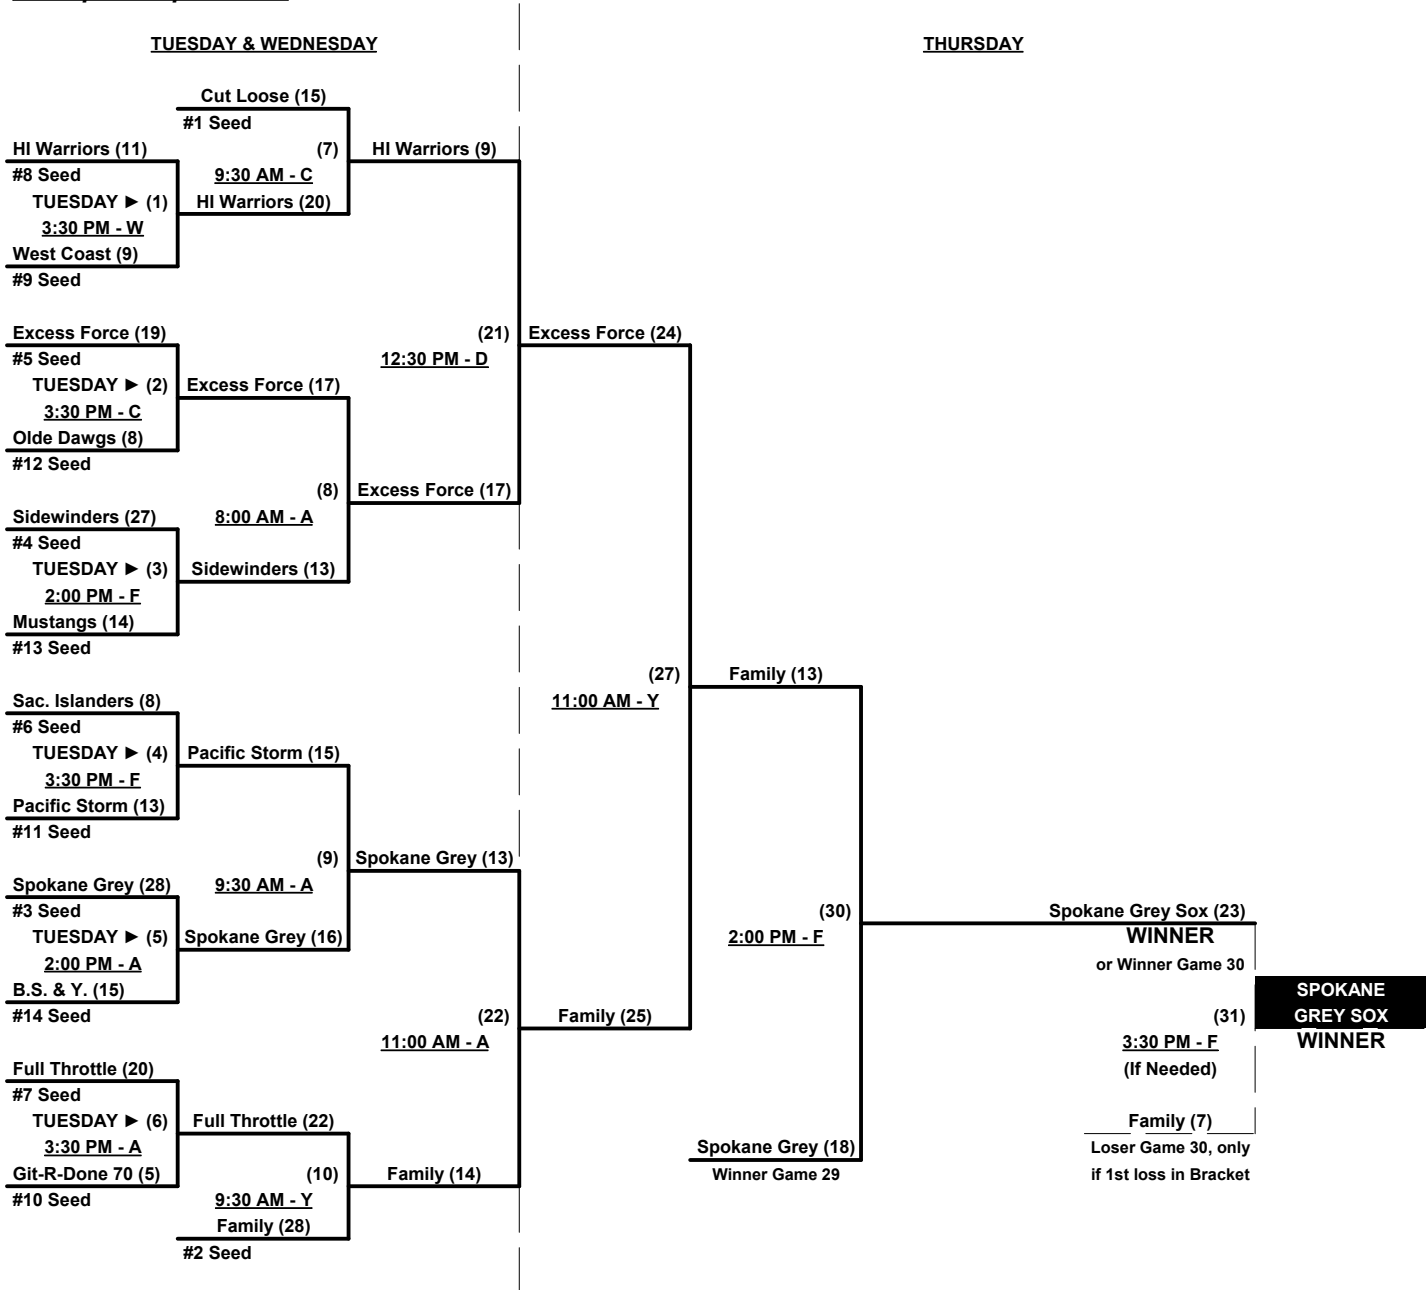 TUESDAY & WEDNESDAY
THURSDAY
Cut Loose (15)
#1 Seed
HI Warriors (11)
(7)
HI Warriors (9)
#8 Seed
9:30 AM - C
TUESDAY ► (1)
HI Warriors (20)
3:30 PM - W
West Coast (9)
#9 Seed
Excess Force (19)
(21)
Excess Force (24)
#5 Seed
12:30 PM - D
TUESDAY ► (2)
Excess Force (17)
3:30 PM - C
Olde Dawgs (8)
#12 Seed
(8)
Excess Force (17)
Sidewinders (27)
8:00 AM - A
#4 Seed
TUESDAY ► (3)
Sidewinders (13)
2:00 PM - F
Mustangs (14)
#13 Seed
(27)
Family (13)
11:00 AM - Y
Sac. Islanders (8)
#6 Seed
TUESDAY ► (4)
Pacific Storm (15)
3:30 PM - F
Pacific Storm (13)
#11 Seed
(9)
Spokane Grey (13)
Spokane Grey (28)
9:30 AM - A
#3 Seed
(30)
Spokane Grey Sox (23)
TUESDAY ► (5)
Spokane Grey (16)
2:00 PM - F
WINNER
2:00 PM - A
or Winner Game 30
B.S. & Y. (15)
SPOKANE
#14 Seed
(22)
Family (25)
(31)
GREY SOX
11:00 AM - A
3:30 PM - F
WINNER
Full Throttle (20)
(If Needed)
#7 Seed
TUESDAY ► (6)
Full Throttle (22)
Family (7)
3:30 PM - A
Spokane Grey (18)
Loser Game 30, only
Git-R-Done 70 (5)
(10)
Family (14)
Winner Game 29
if 1st loss in Bracket
#10 Seed
9:30 AM - Y
Family (28)
#2 Seed